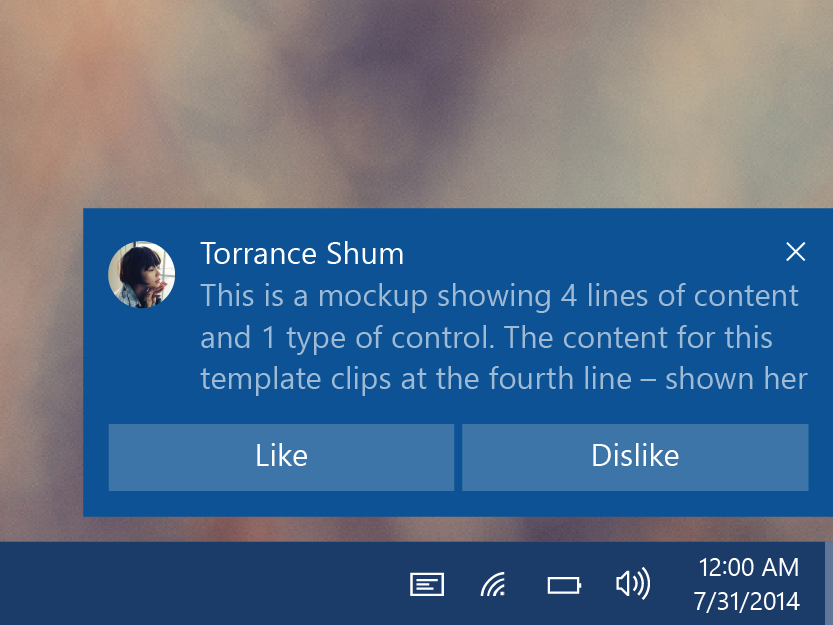 Torrance Shum
This is a mockup showing 4 lines of content
and 1 type of control. The content for this
template clips at the fourth line – shown her
Like
Dislike
12:00 AM
7/31/2014